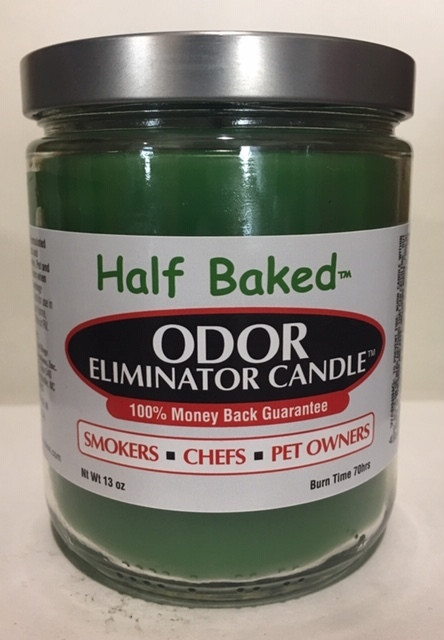 Half Baked™
ODOR
ELIMINATOR CANDLE™
100% Money Back Guarantee
SMOKERS ▪ CHEFS ▪ PET OWNERS
Nt Wt 13 oz
Burn Time 70hrs